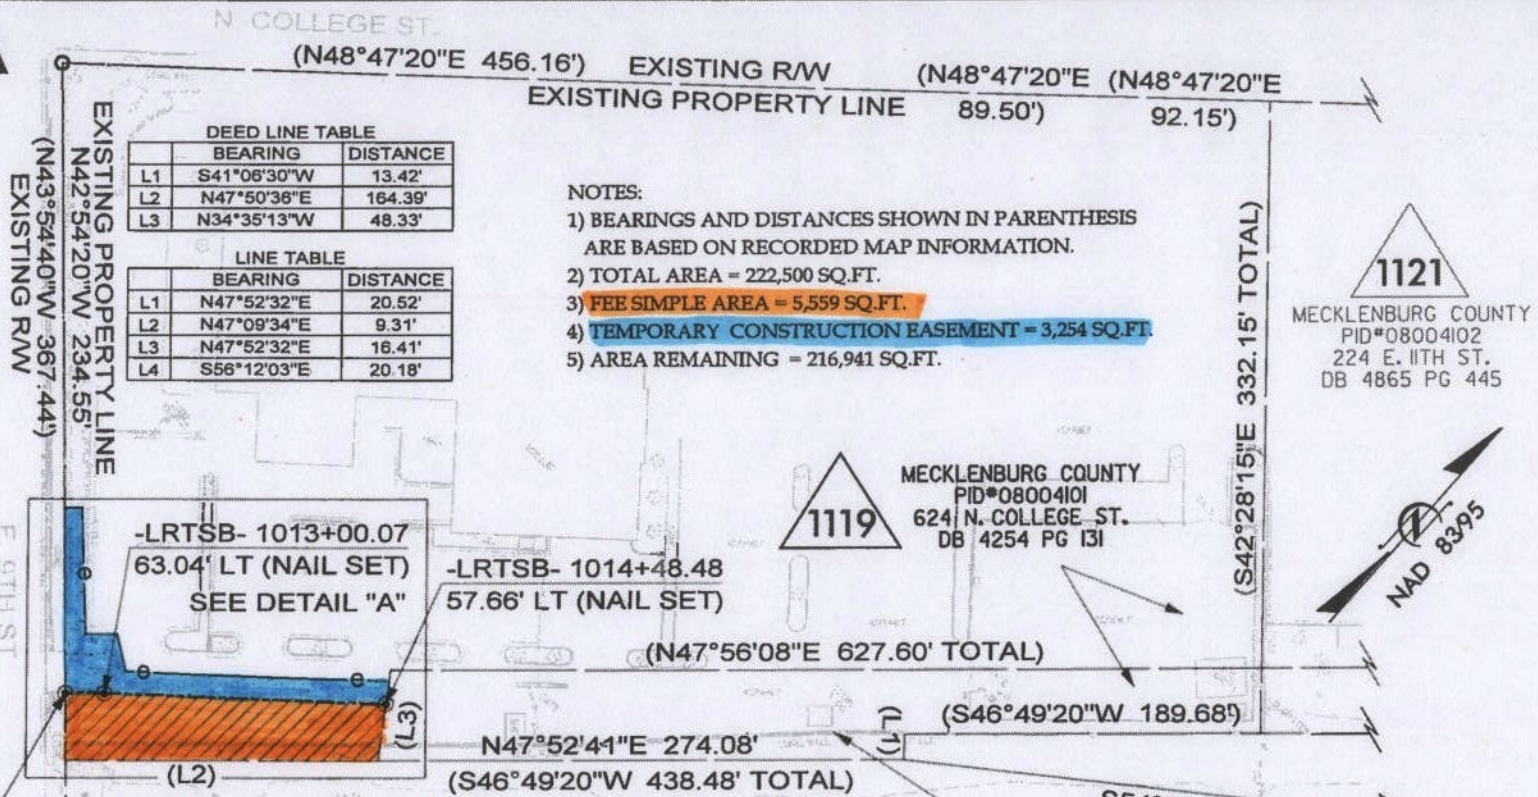 N COLLEGE ST.
(N48°47'20"E 456.16')
EXISTING R/W
(N48°47'20"E
(N48°47'20"E
EXISTING PROPERTY LINE
89.50')
92.15')
EXISTING PROPERTY LINE
N42°54'20"W 234.55'
(N43°54'40"W 367.44')
EXISTING R/W
DEED LINE TABLE
BEARING DISTANCE
L1 S41°06'30"W 13.42'
L2 N47°50'36"E 164.39'
L3 N34°35'13"W 48.33'
LINE TABLE
BEARING DISTANCE
L1 N47°52'32"E 20.52'
L2 N47°09'34"E 9.31'
L3 N47°52'32"E 16.41'
L4 S56°12'03"E 20.18'
NOTES:
1) BEARINGS AND DISTANCES SHOWN IN PARENTHESIS
ARE BASED ON RECORDED MAP INFORMATION.
2) TOTAL AREA = 222,500 SQ.FT.
3) FEE SIMPLE AREA = 5,559 SQ.FT.
4) TEMPORARY CONSTRUCTION EASEMENT = 3,254 SQ.FT.
5) AREA REMAINING = 216,941 SQ.FT.
(S42°28'15"E 332.15' TOTAL)
1121
MECKLENBURG COUNTY
PID#08004102
224 E. 11TH ST.
DB 4865 PG 445
N
NAD 83/95
1119
MECKLENBURG COUNTY
PID#08004101
624 N. COLLEGE ST.
DB 4254 PG 131
E 9TH ST
-LRTSB- 1013+00.07
63.04' LT (NAIL SET)
SEE DETAIL "A"
-LRTSB- 1014+48.48
57.66' LT (NAIL SET)
(N47°56'08"E 627.60' TOTAL)
(L3)
(L1)
(S46°49'20"W 189.68')
N47°52'41"E 274.08'
(L2)
(S46°49'20"W 438.48' TOTAL)